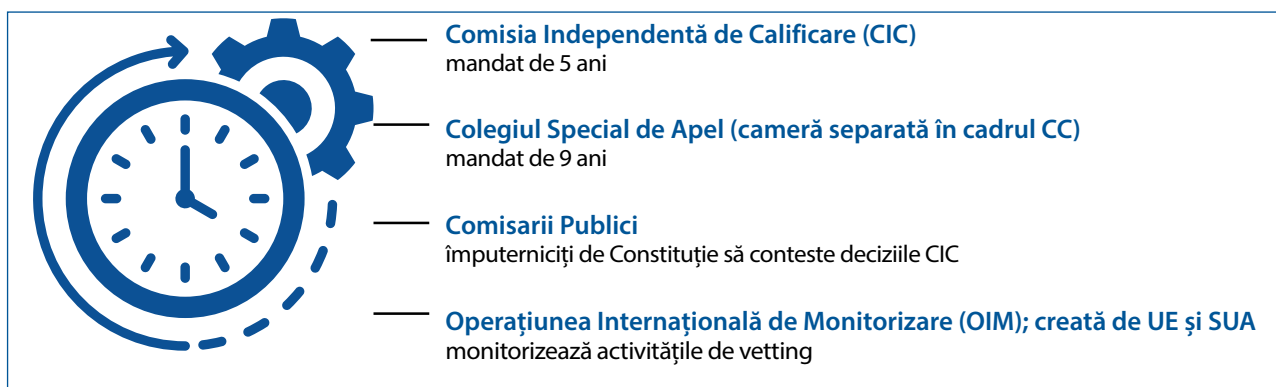 Comisia Independentă de Calificare (CIC)
mandat de 5 ani
Colegiul Special de Apel (cameră separată în cadrul CC)
mandat de 9 ani
Comisarii Publici
împuterniciți de Constituție să conteste deciziile CIC
Operațiunea Internațională de Monitorizare (OIM); creată de UE și SUA
monitorizează activitățile de vetting